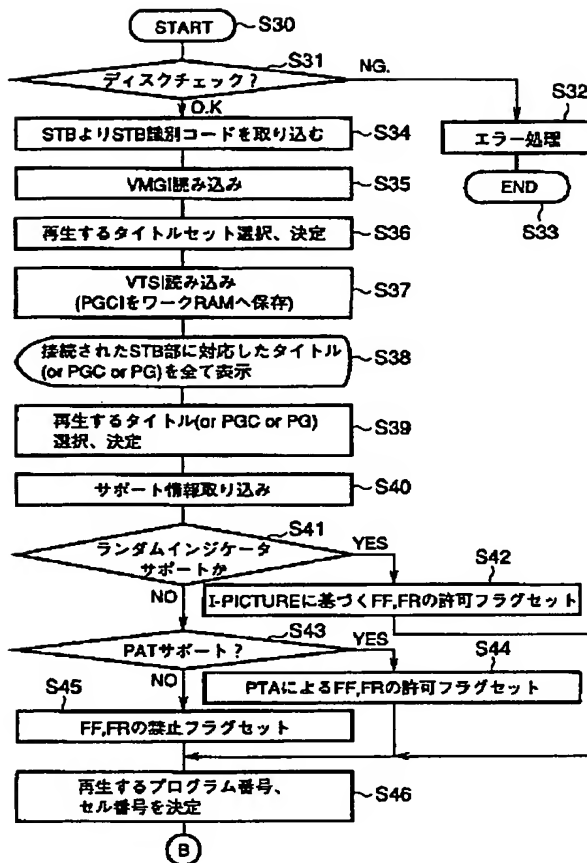 START
S30
S31
ディスクチェック？
NG.
O.K
S32
エラー処理
END
S33
STBよりSTB識別コードを取り込む
S34
VMGI読み込み
S35
再生するタイトルセット選択、決定
S36
VTSI読み込み
(PGCIをワークRAMへ保存)
S37
接続されたSTB部に対応したタイトル
(or PGC or PG)を全て表示
S38
再生するタイトル(or PGC or PG)
選択、決定
S39
サポート情報取り込み
S40
S41
ランダムインジケータ
サポートか
YES
NO
S42
I-PICTUREに基づくFF,FRの許可フラグセット
S43
PATサポート？
YES
NO
S44
PTAによるFF,FRの許可フラグセット
S45
FF,FRの禁止フラグセット
再生するプログラム番号、
セル番号を決定
S46
B